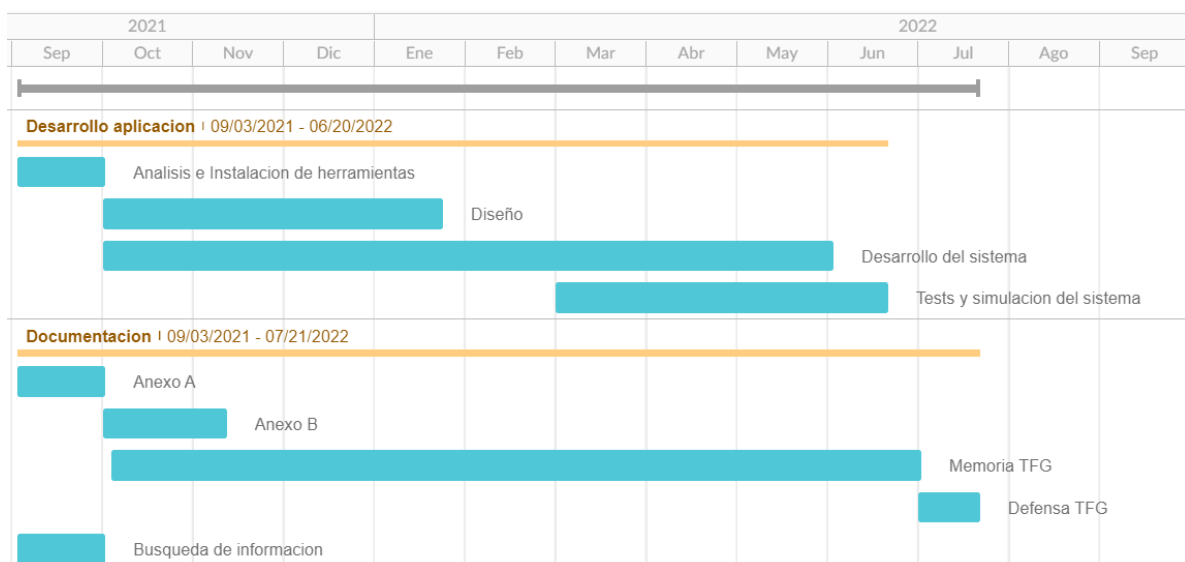 2021 2022
Sep Oct Nov Dic Ene Feb Mar Abr May Jun Jul Ago Sep
Desarrollo aplicacion | 09/03/2021 - 06/20/2022
Analisis e Instalacion de herramientas
Diseño
Desarrollo del sistema
Tests y simulacion del sistema
Documentacion | 09/03/2021 - 07/21/2022
Anexo A
Anexo B
Memoria TFG
Defensa TFG
Busqueda de informacion